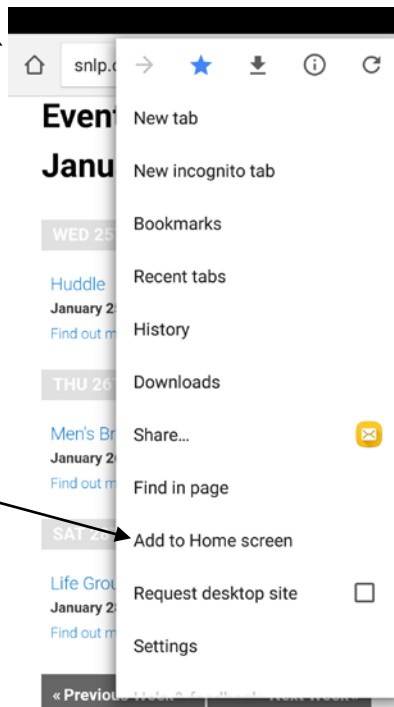 snlp.
Even
New tab
Janu
New incognito tab
WED 25
Bookmarks
Huddle
Recent tabs
January 2
Find out m
History
THU 26
Downloads
Men's Br
Share...
January 2
Find out m
Find in page
SAT 28
Add to Home screen
Life Grou
Request desktop site
January 2
Find out m
Settings
« Previou